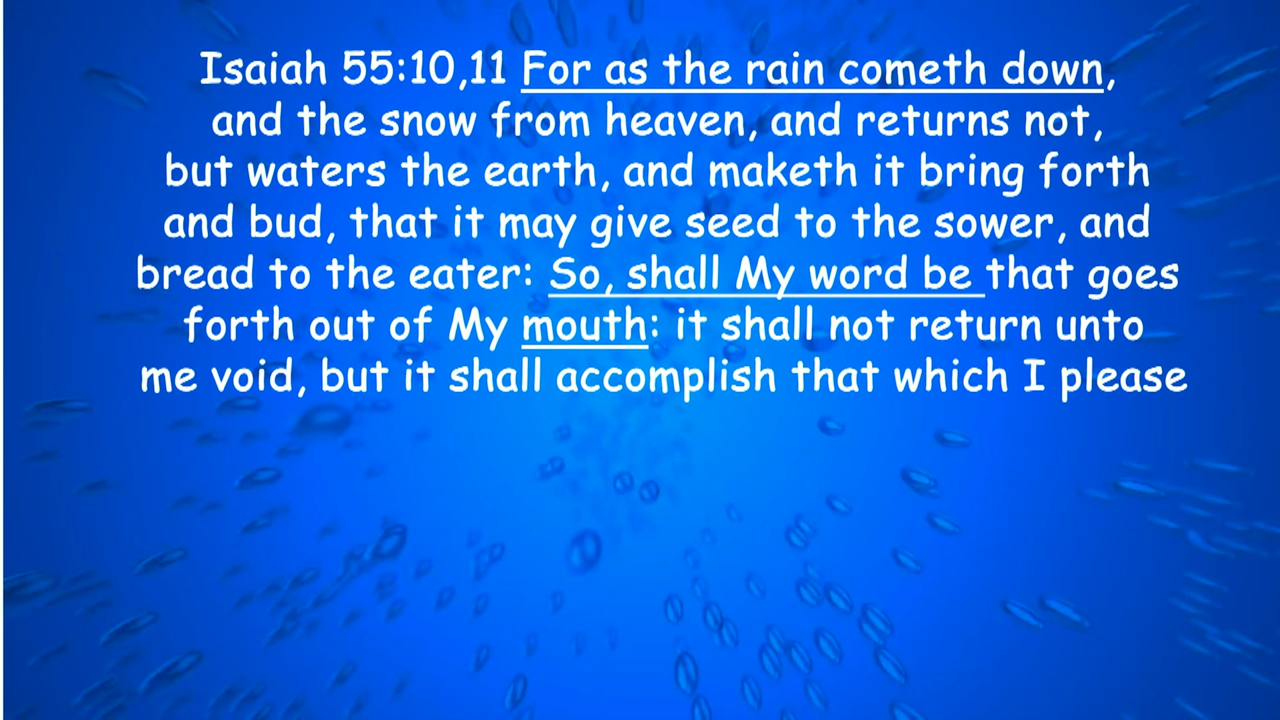 Isaiah 55:10,11 For as the rain cometh down,
and the snow from heaven, and returns not,
but waters the earth, and maketh it bring forth
and bud, that it may give seed to the sower, and
bread to the eater: So, shall My word be that goes
forth out of My mouth: it shall not return unto
me void, but it shall accomplish that which I please